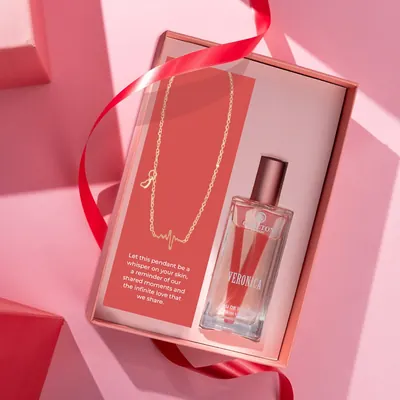 Let this pendant be a
whisper on your skin,
a reminder of our
shared moments and
the infinite love that
we share.
VERONICA